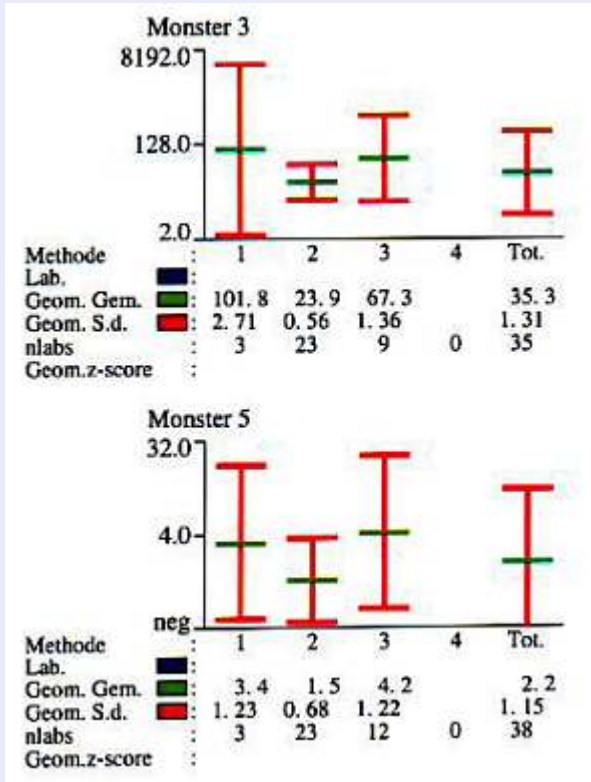 Monster 3
8192.0
128.0
2.0
Methode 1 2 3 4 Tot.
Lab. :
Geom. Gem. : 101.8 23.9 67.3 35.3
Geom. S.d. : 2.71 0.56 1.36 1.31
nlabs : 3 23 9 0 35
Geom.z-score :
Monster 5
32.0
4.0
neg
Methode : 1 2 3 4 Tot.
Lab. :
Geom. Gem. : 3.4 1.5 4.2 2.2
Geom. S.d. : 1.23 0.68 1.22 1.15
nlabs : 3 23 12 0 38
Geom.z-score :